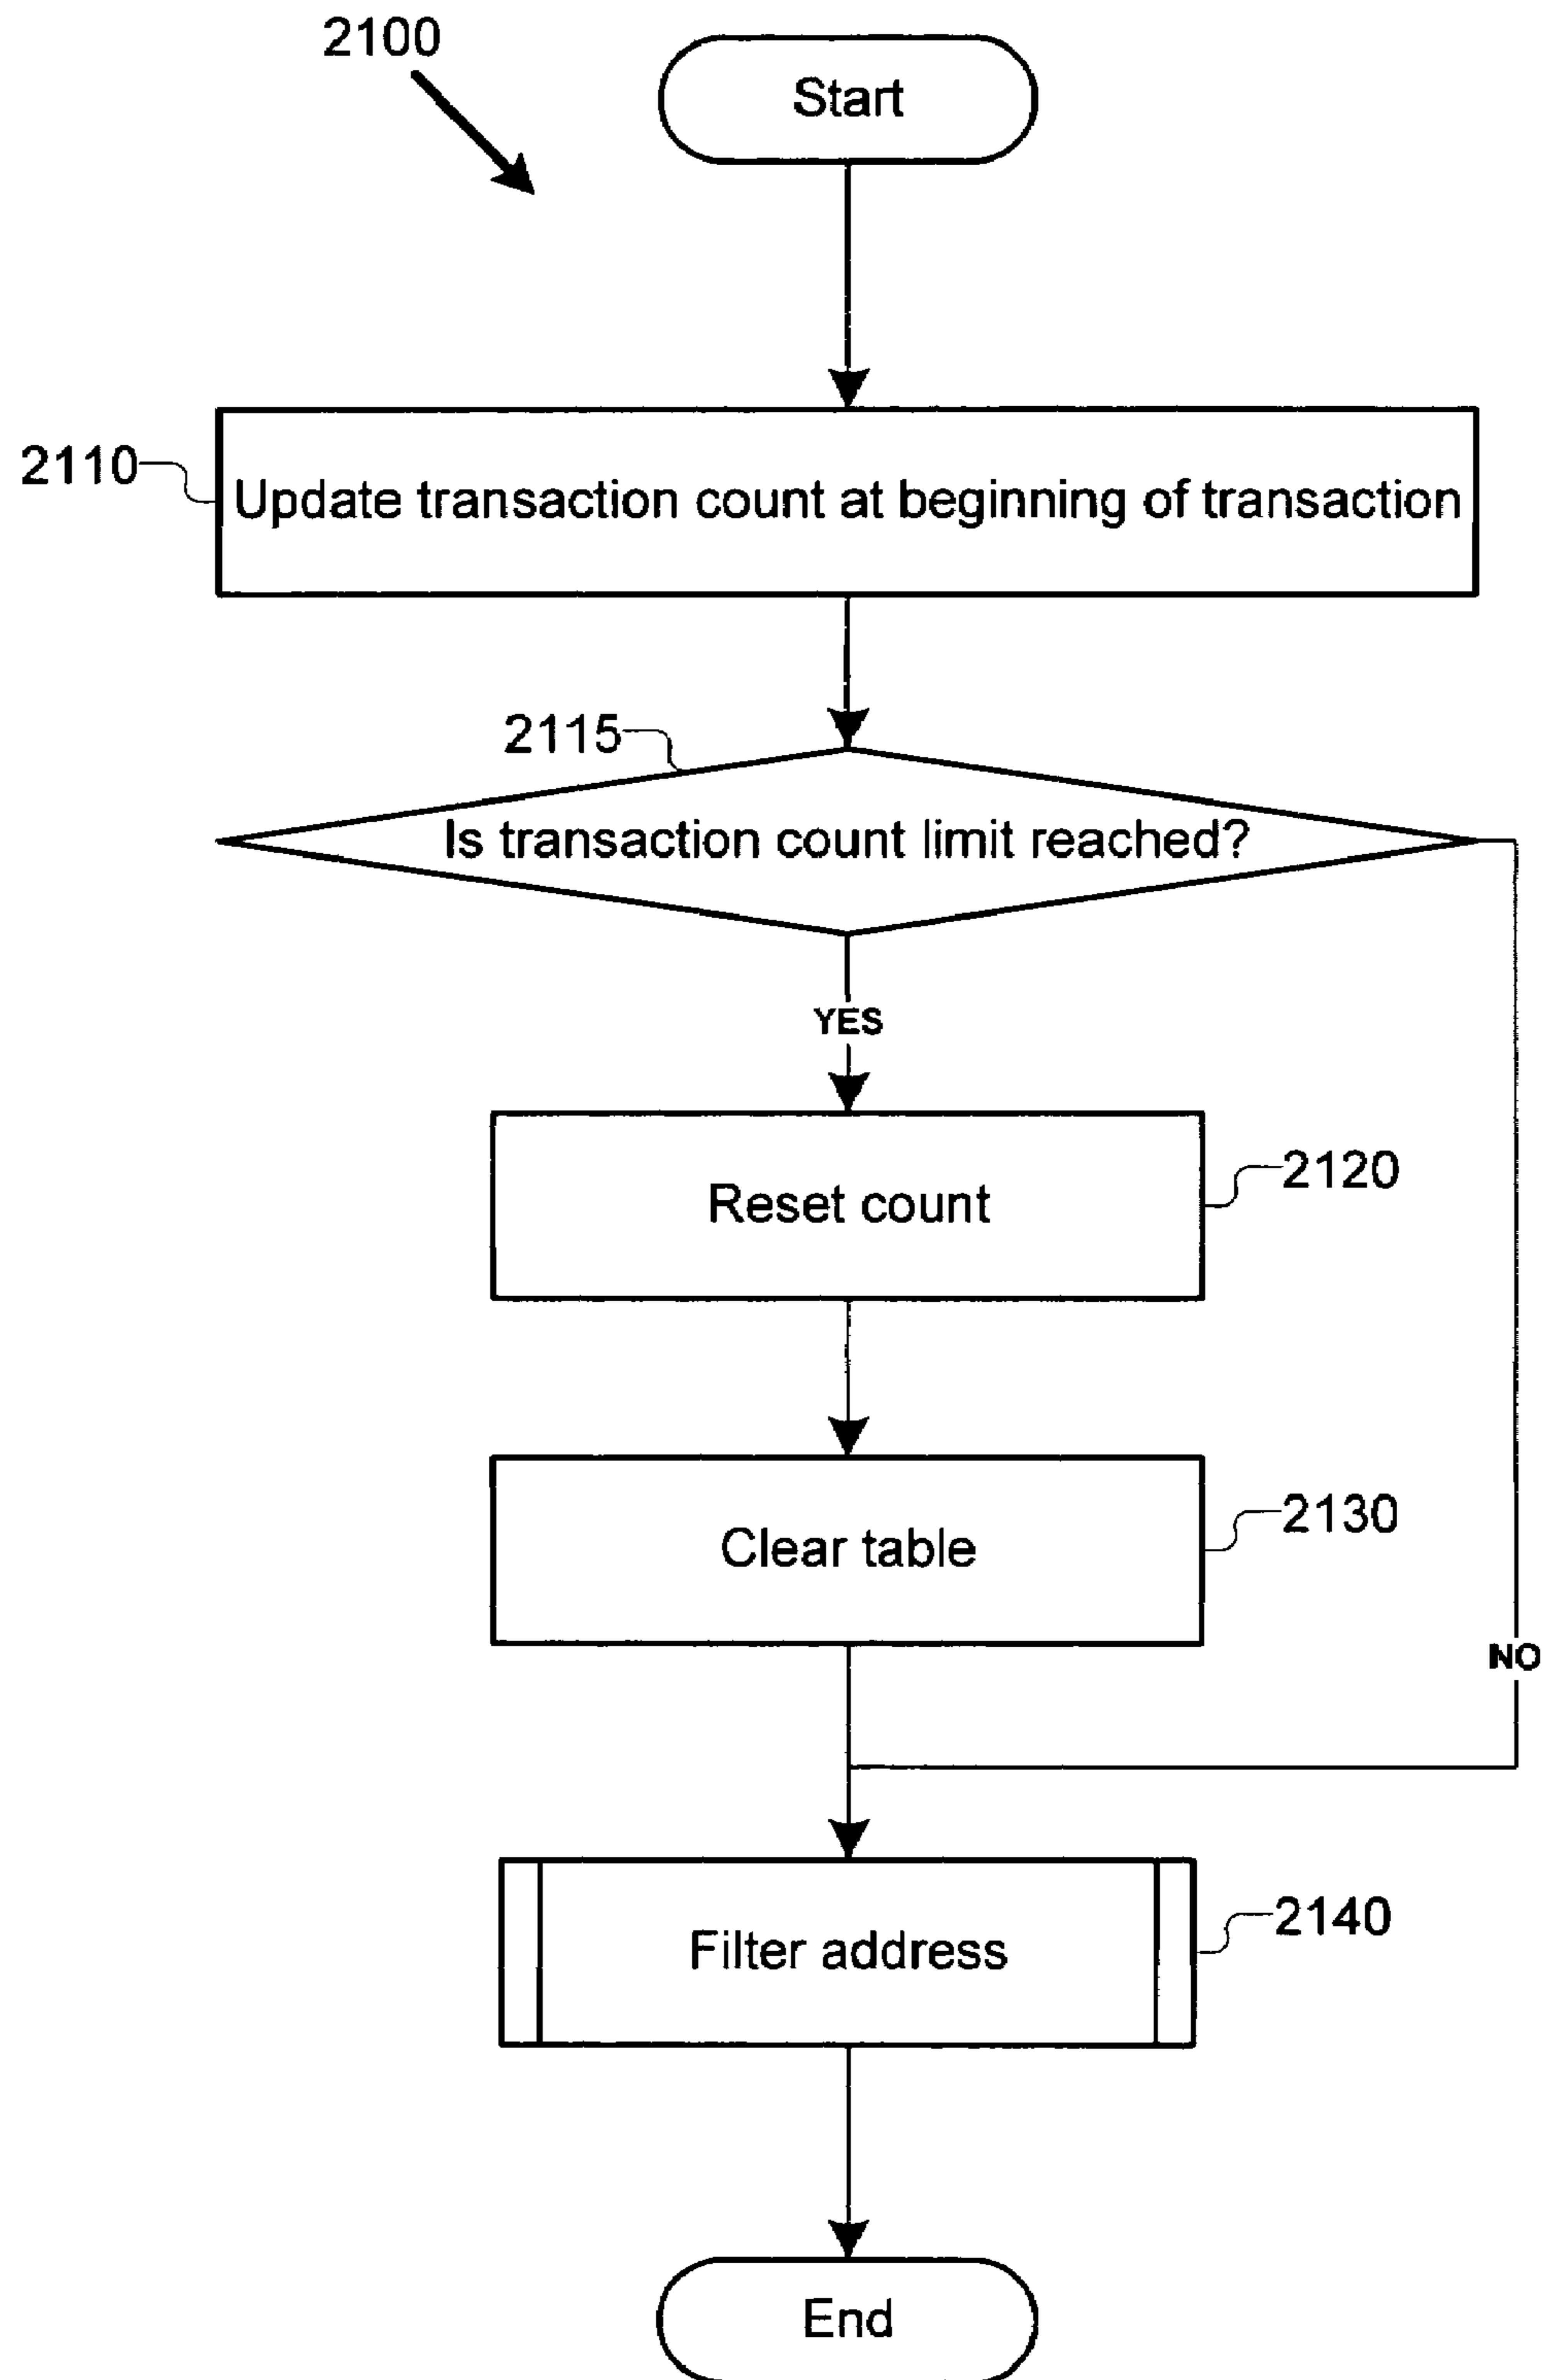 2100
Start
2110
Update transaction count at beginning of transaction
2115
Is transaction count limit reached?
YES
Reset count
2120
Clear table
2130
NO
Filter address
2140
End